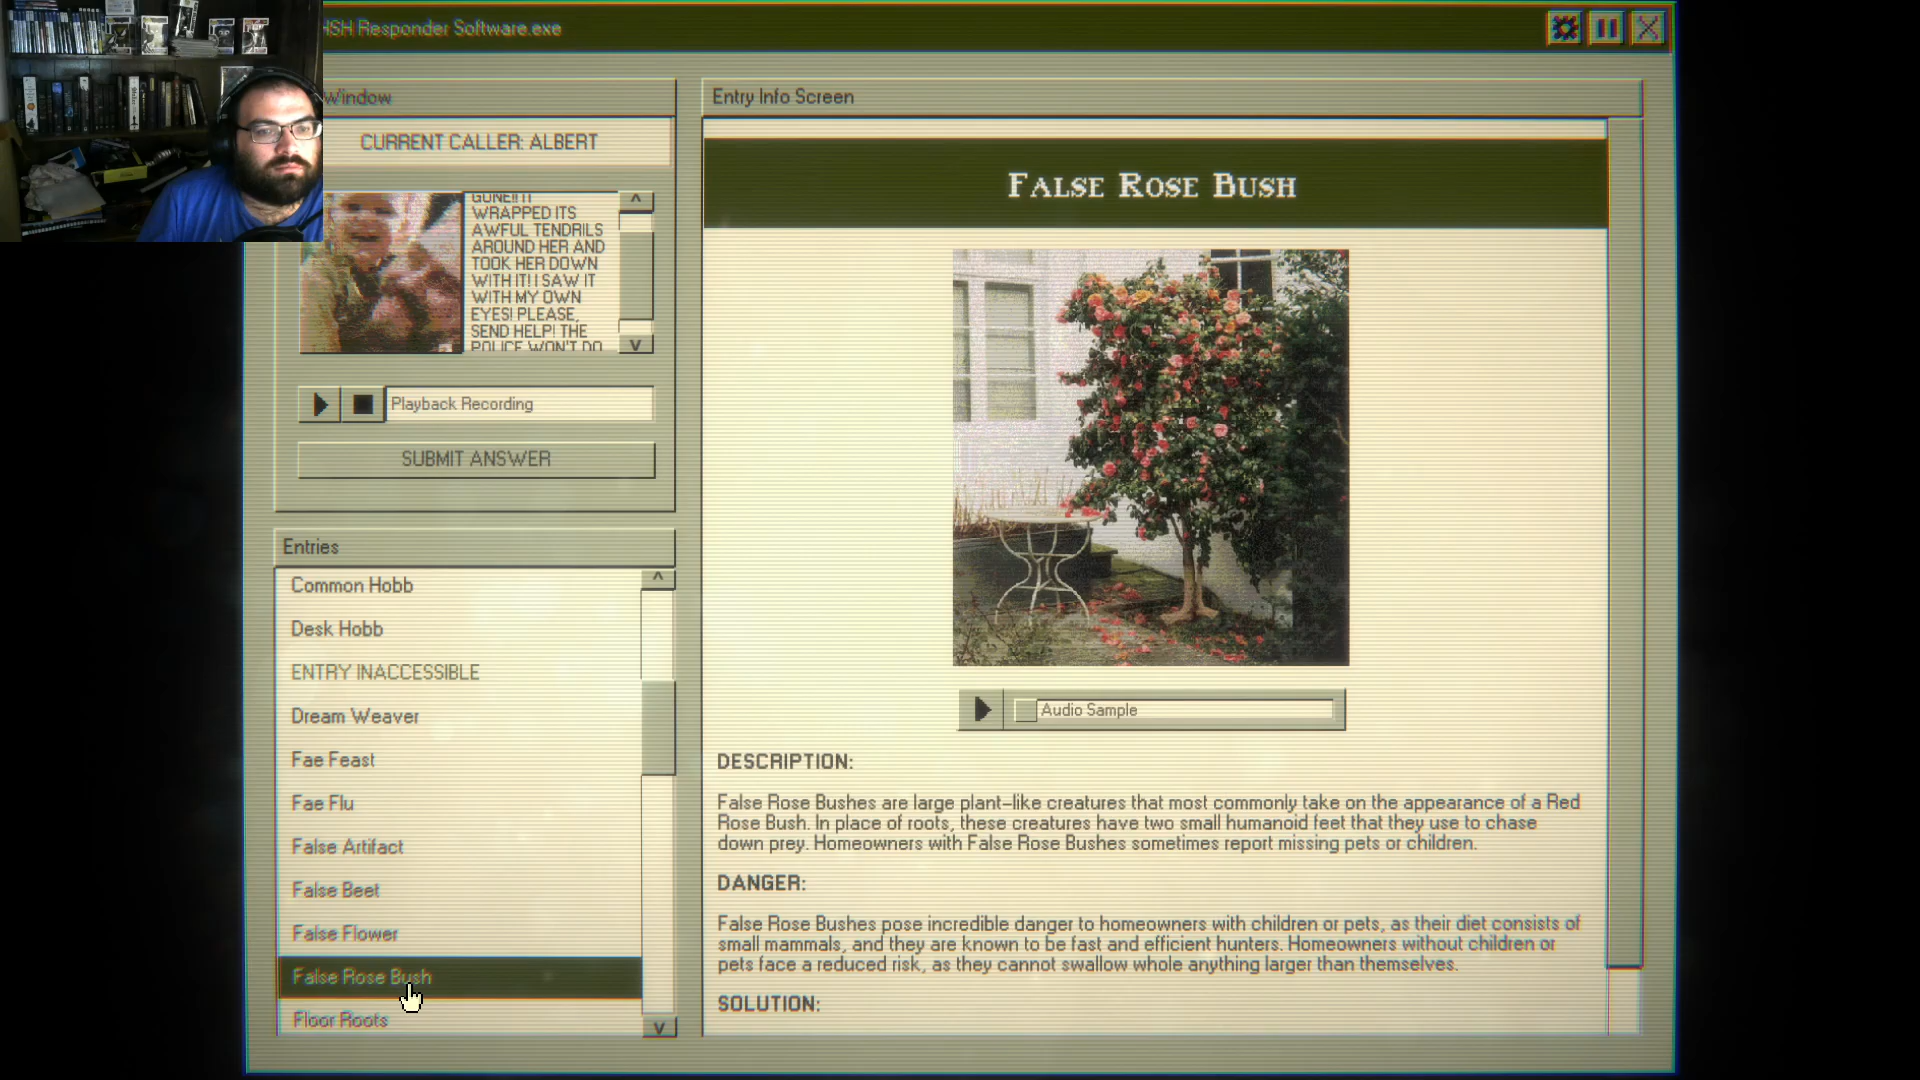 HSH Responder Software.exe
Window
CURRENT CALLER: ALBERT
GONE!! IT
WRAPPED ITS
AWFUL TENDRILS
AROUND HER AND
TOOK HER DOWN
WITH IT! I SAW IT
WITH MY OWN
EYES! PLEASE,
SEND HELP! THE
POLICE WON'T DO
Playback Recording
SUBMIT ANSWER
Entries
Common Hobb
Desk Hobb
ENTRY INACCESSIBLE
Dream Weaver
Fae Feast
Fae Flu
False Artifact
False Beet
False Flower
False Rose Bush
Floor Roots
Entry Info Screen
FALSE ROSE BUSH
Audio Sample
DESCRIPTION:
False Rose Bushes are large plant-like creatures that most commonly take on the appearance of a Red
Rose Bush. In place of roots, these creatures have two small humanoid feet that they use to chase
down prey. Homeowners with False Rose Bushes sometimes report missing pets or children.
DANGER:
False Rose Bushes pose incredible danger to homeowners with children or pets, as their diet consists of
small mammals, and they are known to be fast and efficient hunters. Homeowners without children or
pets face a reduced risk, as they cannot swallow whole anything larger than themselves.
SOLUTION: